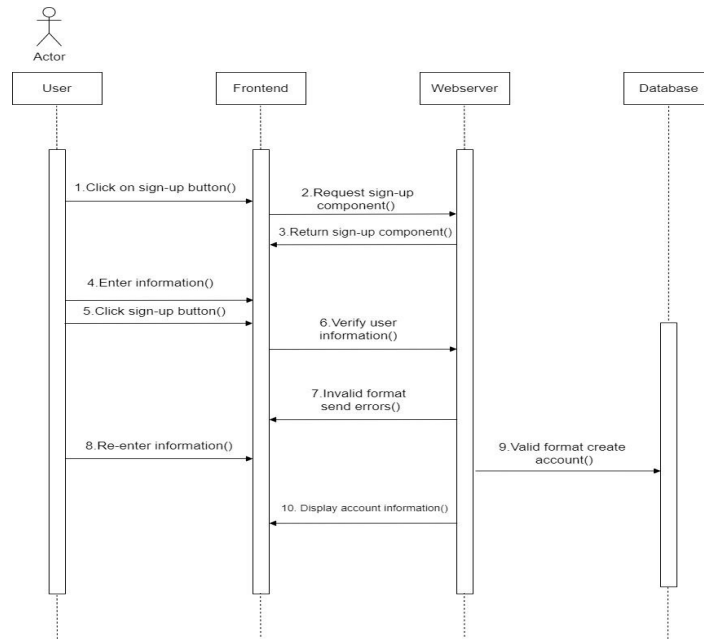 Actor
User
Frontend
Webserver
Database
1.Click on sign-up button()
2.Request sign-up
component()
3.Return sign-up component()
4.Enter information()
5.Click sign-up button()
6.Verify user
information()
7.Invalid format
send errors()
8.Re-enter information()
9.Valid format create
account()
10. Display account information()